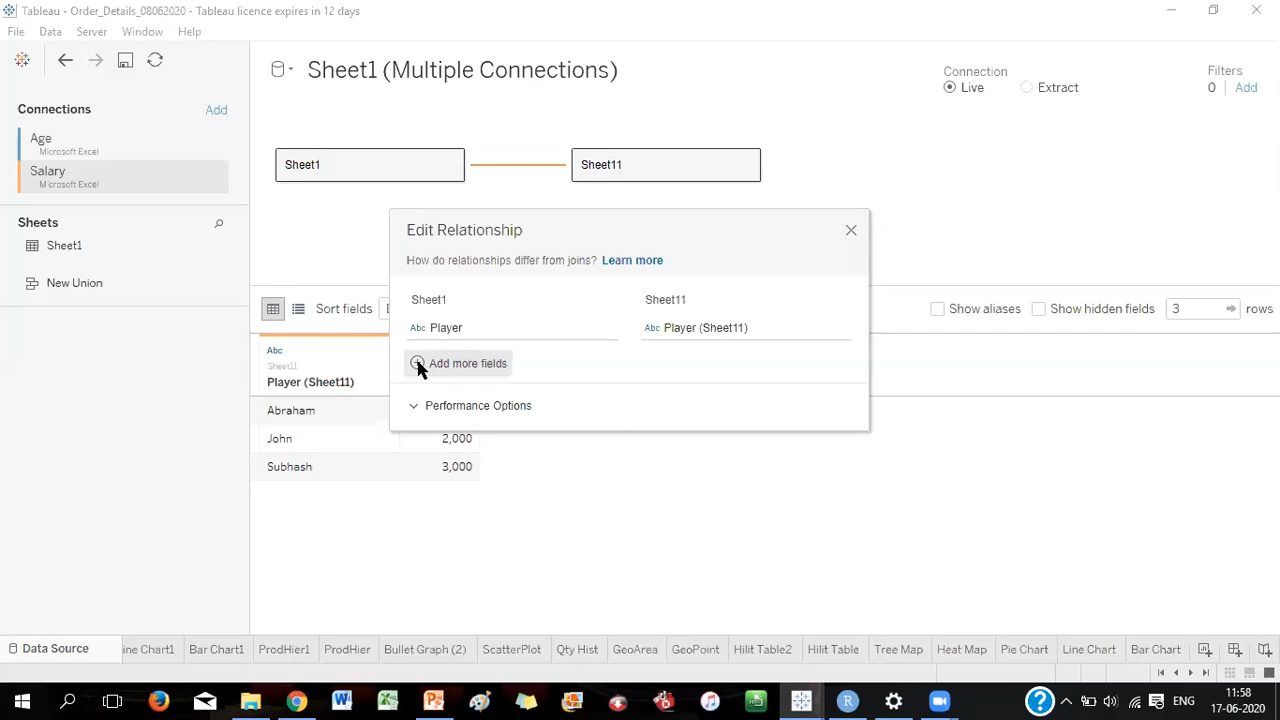 Tableau - Order_Details_08062020 - Tableau licence expires in 12 days
File Data Server Window Help
Sheet1 (Multiple Connections)
Connection
Live Extract
Filters
0 Add
Connections Add
Age
Microsoft Excel
Salary
Microsoft Excel
Sheets
Sheet1
New Union
Sheet1 Sheet11
Edit Relationship
How do relationships differ from joins? Learn more
Sheet1 Sheet11
Abc Player Abc Player (Sheet11)
Add more fields
Performance Options
Sort fields Show aliases Show hidden fields 3 rows
Abc
Sheet11
Player (Sheet11)
Abraham
John 2,000
Subhash 3,000
Data Source ine Chart1 Bar Chart1 ProdHier1 ProdHier Bullet Graph (2) ScatterPlot Qty Hist GeoArea GeoPoint Hilit Table2 Hilit Table Tree Map Heat Map Pie Chart Line Chart Bar Chart
ENG
11:58
17-06-2020